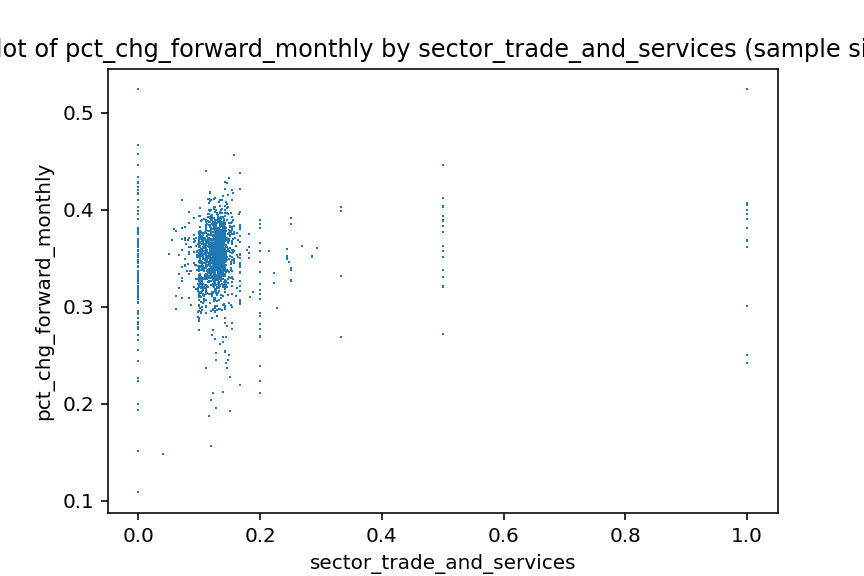 lot of pct_chg_forward_monthly by sector_trade_and_services (sample si
0.5
0.4
0.3
0.2
0.1
pct_chg_forward_monthly
0.0 0.2 0.4 0.6 0.8 1.0
sector_trade_and_services